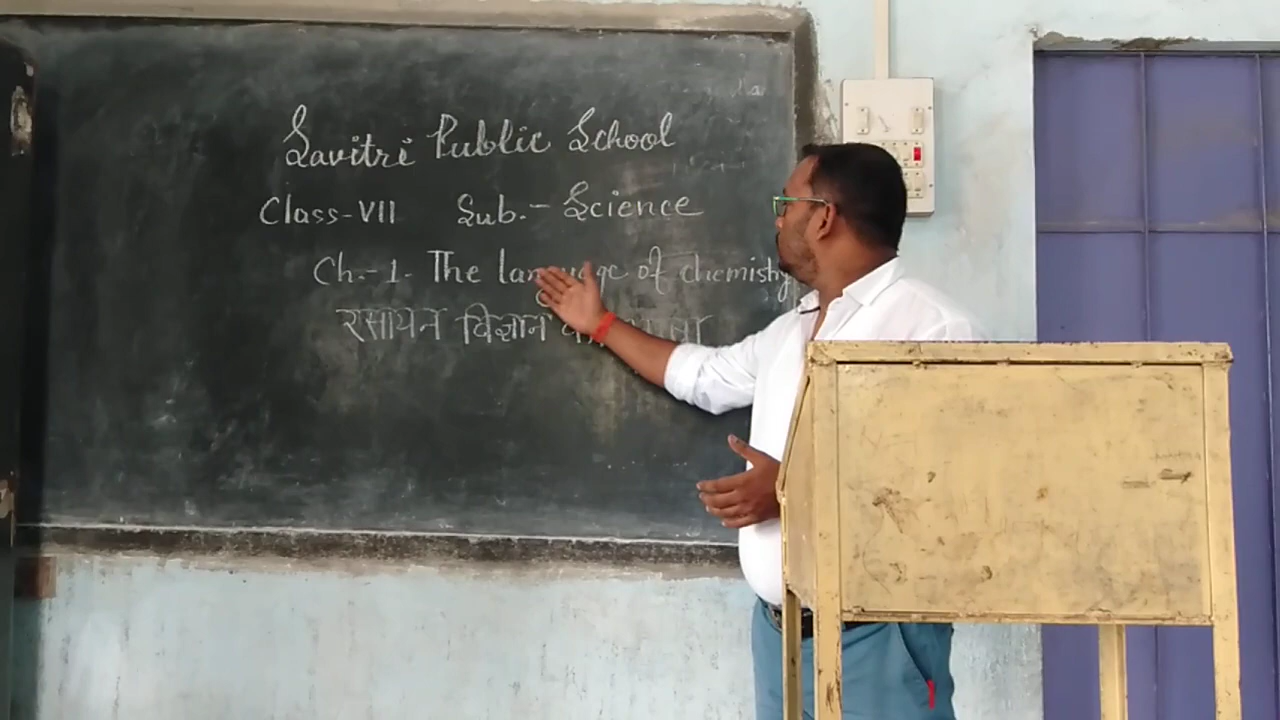 Savitri Public School
Class-VII Sub.- Science
Ch.-1. The language of chemistry
रसायन विज्ञान